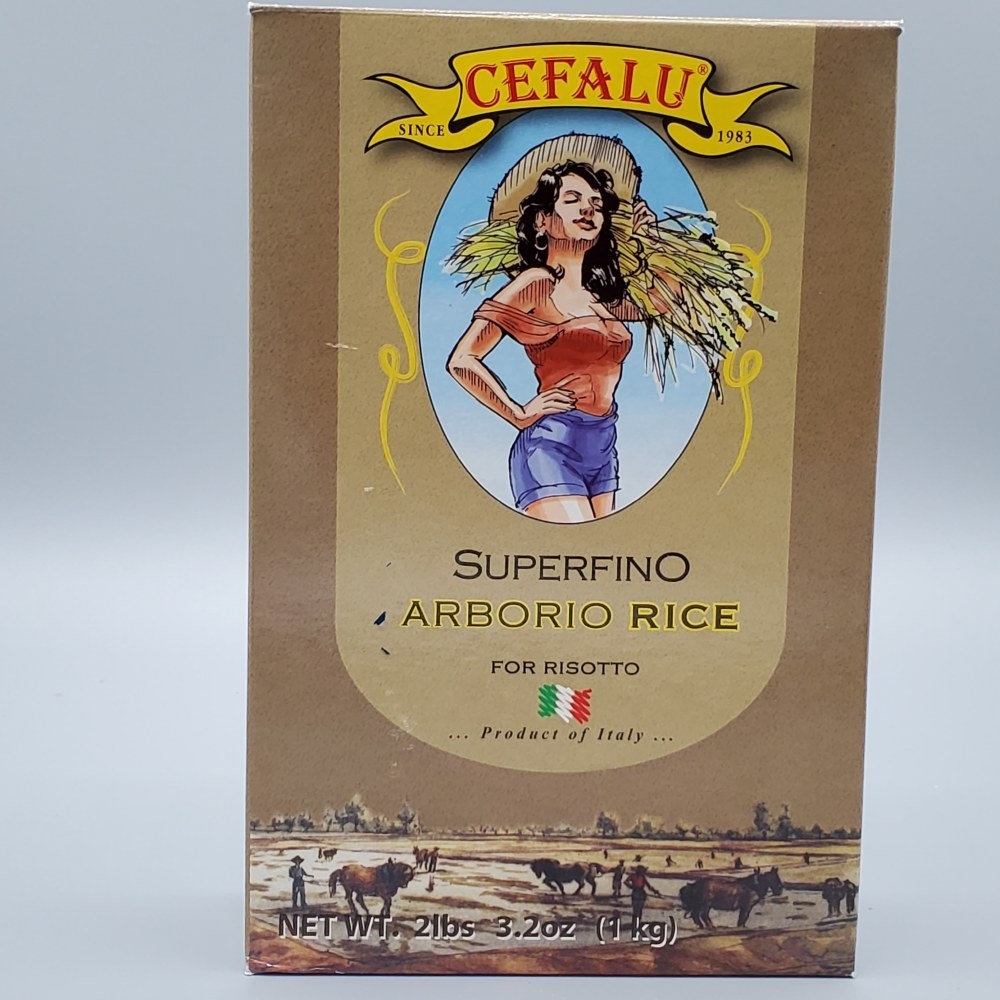 CEFALU®
SINCE 1983
SUPERFINO
ARBORIO RICE
FOR RISOTTO
... Product of Italy ...
NET WT. 2lbs 3.2oz (1 kg)